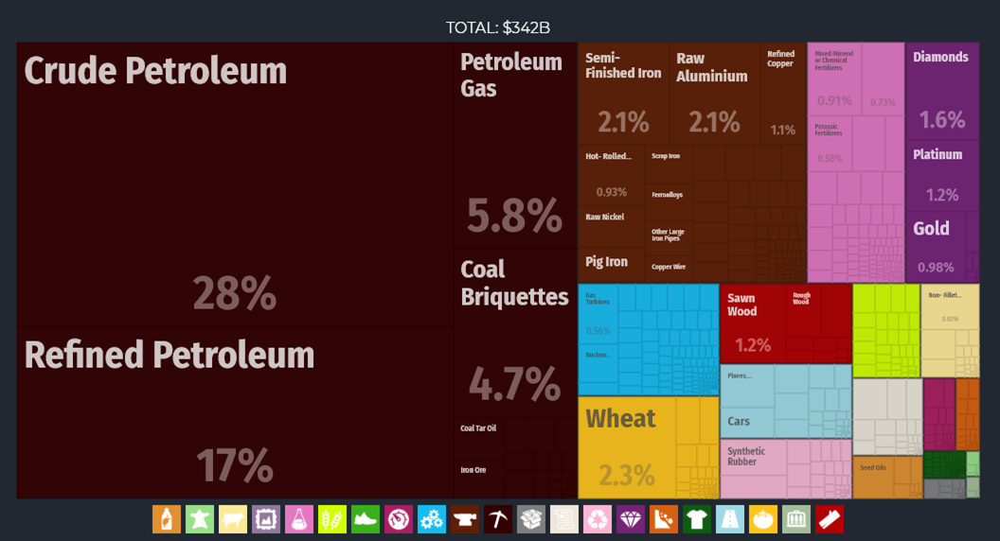 TOTAL: $342B
Crude Petroleum
28%
Refined Petroleum
17%
Petroleum
Gas
5.8%
Coal
Briquettes
4.7%
Coal Tar Oil
Iron Ore
Semi-
Finished Iron
2.1%
Raw
Aluminium
2.1%
Refined
Copper
1.1%
Hot- Rolled...
0.93%
Scrap Iron
Ferroalloys
Raw Nickel
Other Large
Iron Pipes
Pig Iron
Copper Wire
Mixed Mineral
or Chemical
Fertilizers
0.91%
0.73%
Potassic
Fertilizers
0.58%
Diamonds
1.6%
Platinum
1.2%
Gold
0.98%
Gas
Turbines
0.56%
Nuclear...
Wheat
2.3%
Sawn
Wood
1.2%
Rough
Wood
Planes,...
Cars
Synthetic
Rubber
Non- Fillet...
Seed Oils